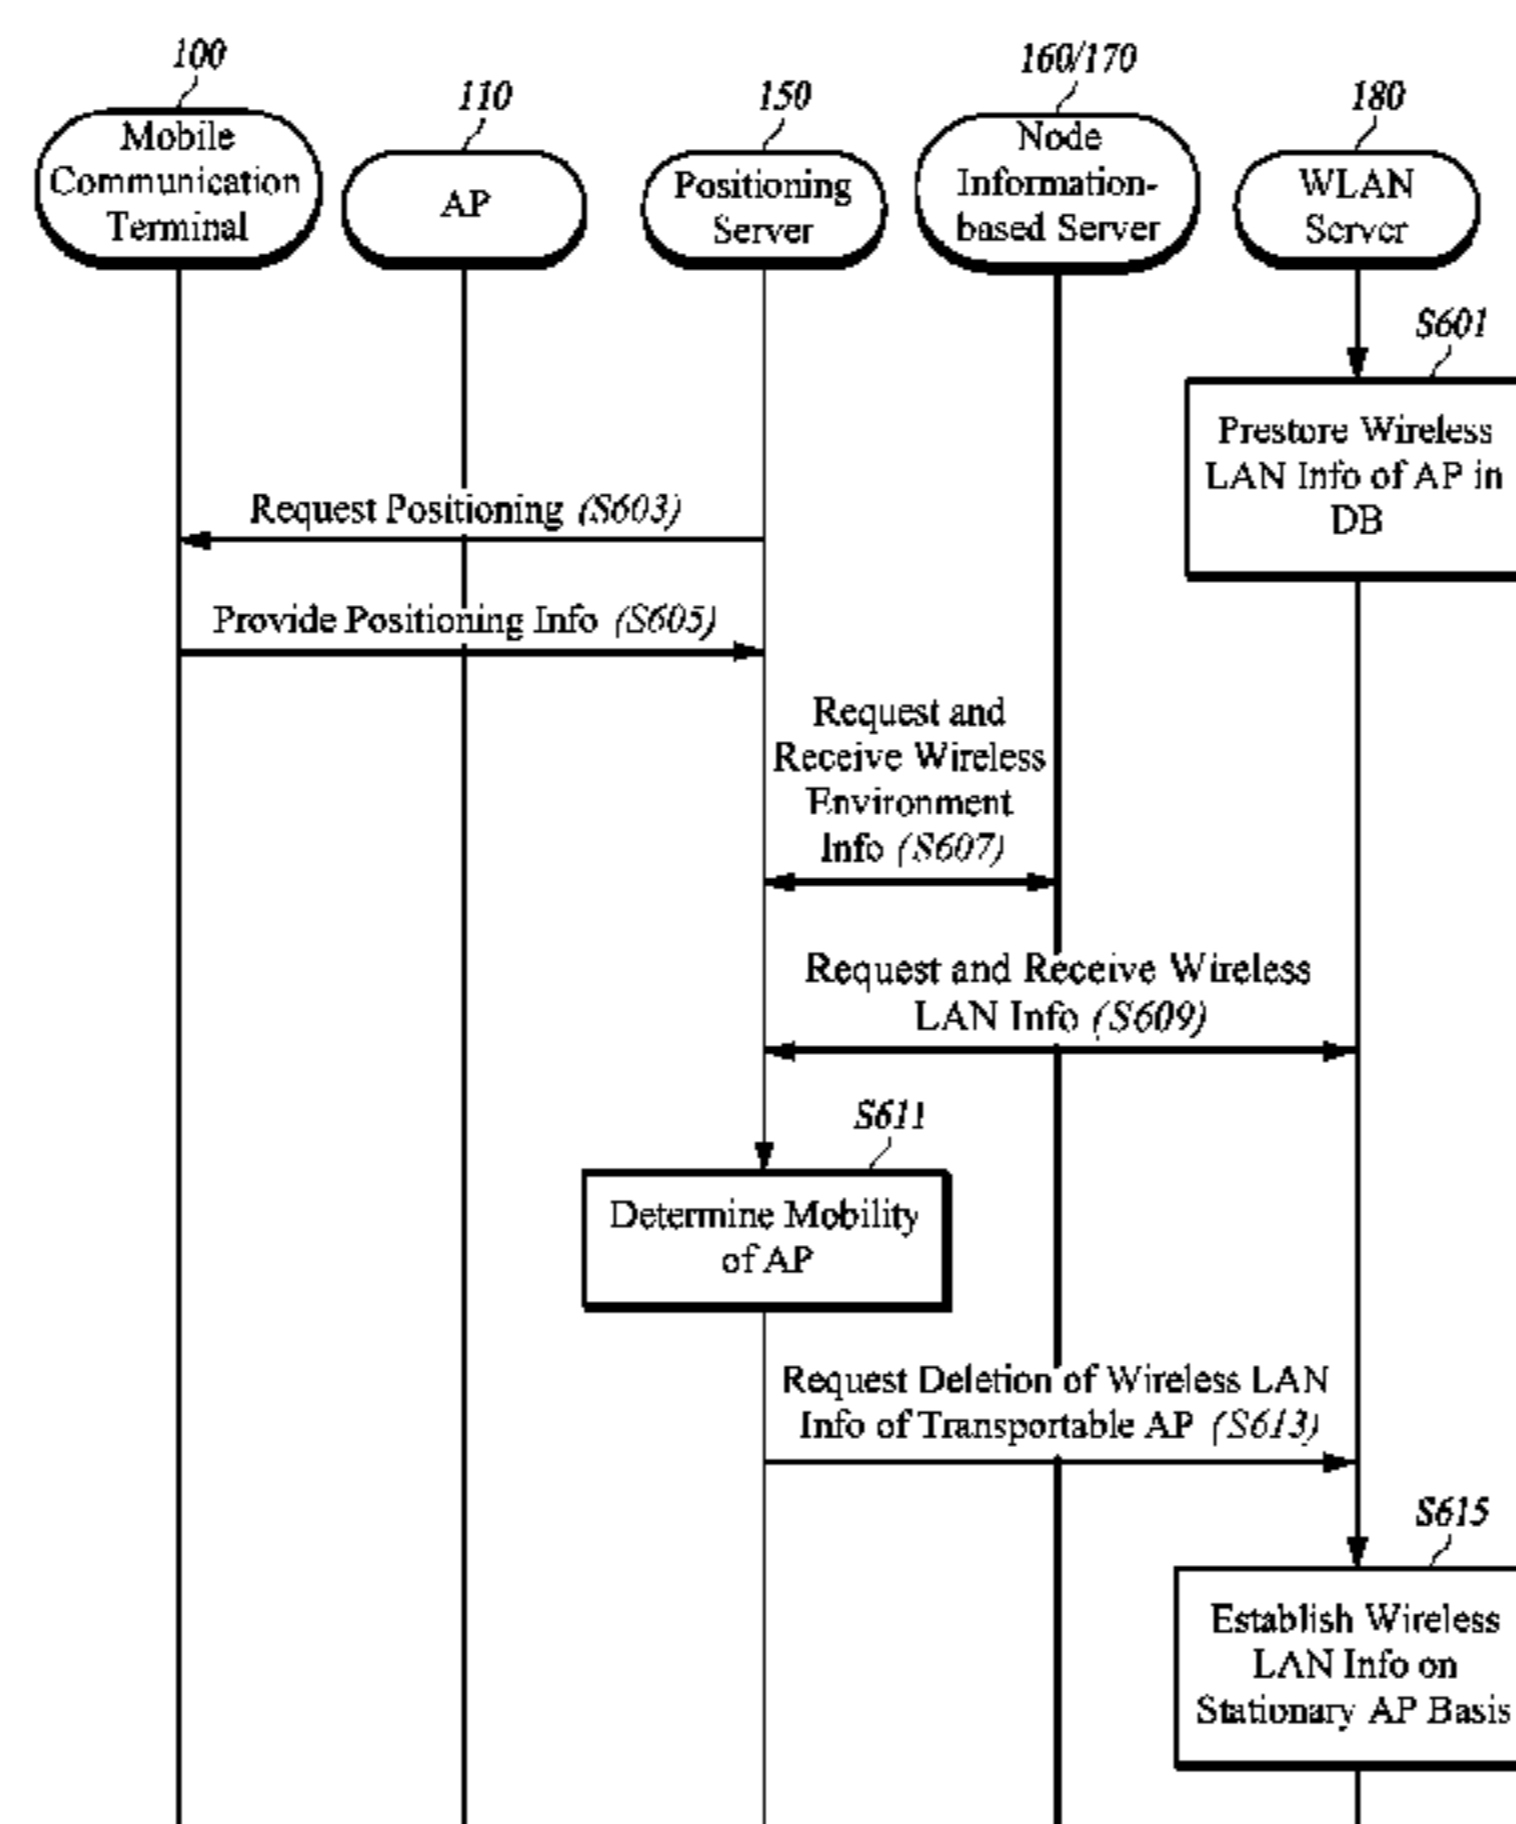 100
110
150
160/170
180
Mobile
Communication
Terminal
AP
Positioning
Server
Node
Information-
based Server
WLAN
Server
S601
Prestore Wireless
LAN Info of AP in
DB
Request Positioning (S603)
Provide Positioning Info (S605)
Request and
Receive Wireless
Environment
Info (S607)
Request and Receive Wireless
LAN Info (S609)
S611
Determine Mobility
of AP
Request Deletion of Wireless LAN
Info of Transportable AP (S613)
S615
Establish Wireless
LAN Info on
Stationary AP Basis